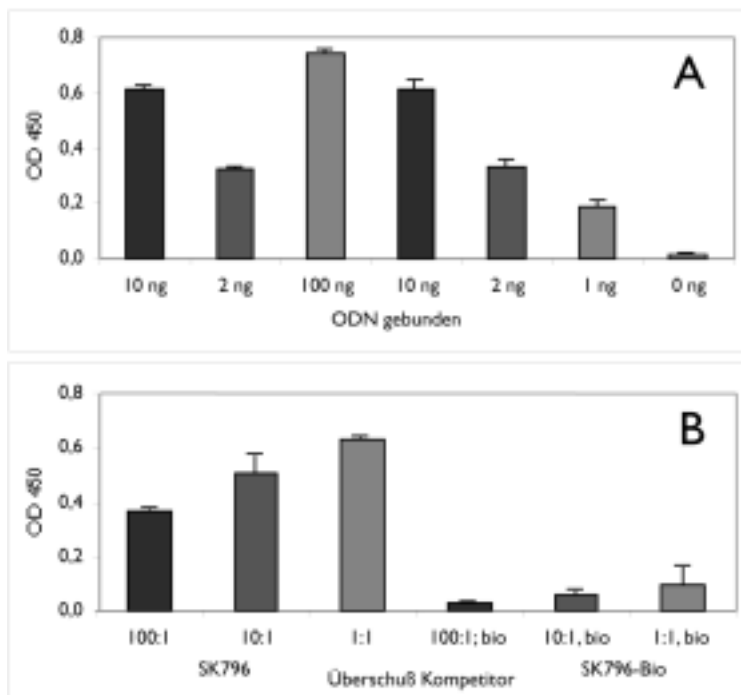 A
0,8
0,6
0,4
0,2
0,0
OD 450
10 ng 2 ng 100 ng 10 ng 2 ng 1 ng 0 ng
ODN gebunden
B
0,8
0,6
0,4
0,2
0,0
OD 450
100:1 10:1 1:1 100:1; bio 10:1, bio 1:1, bio
SK796 Überschuß Kompetitor SK796-Bio